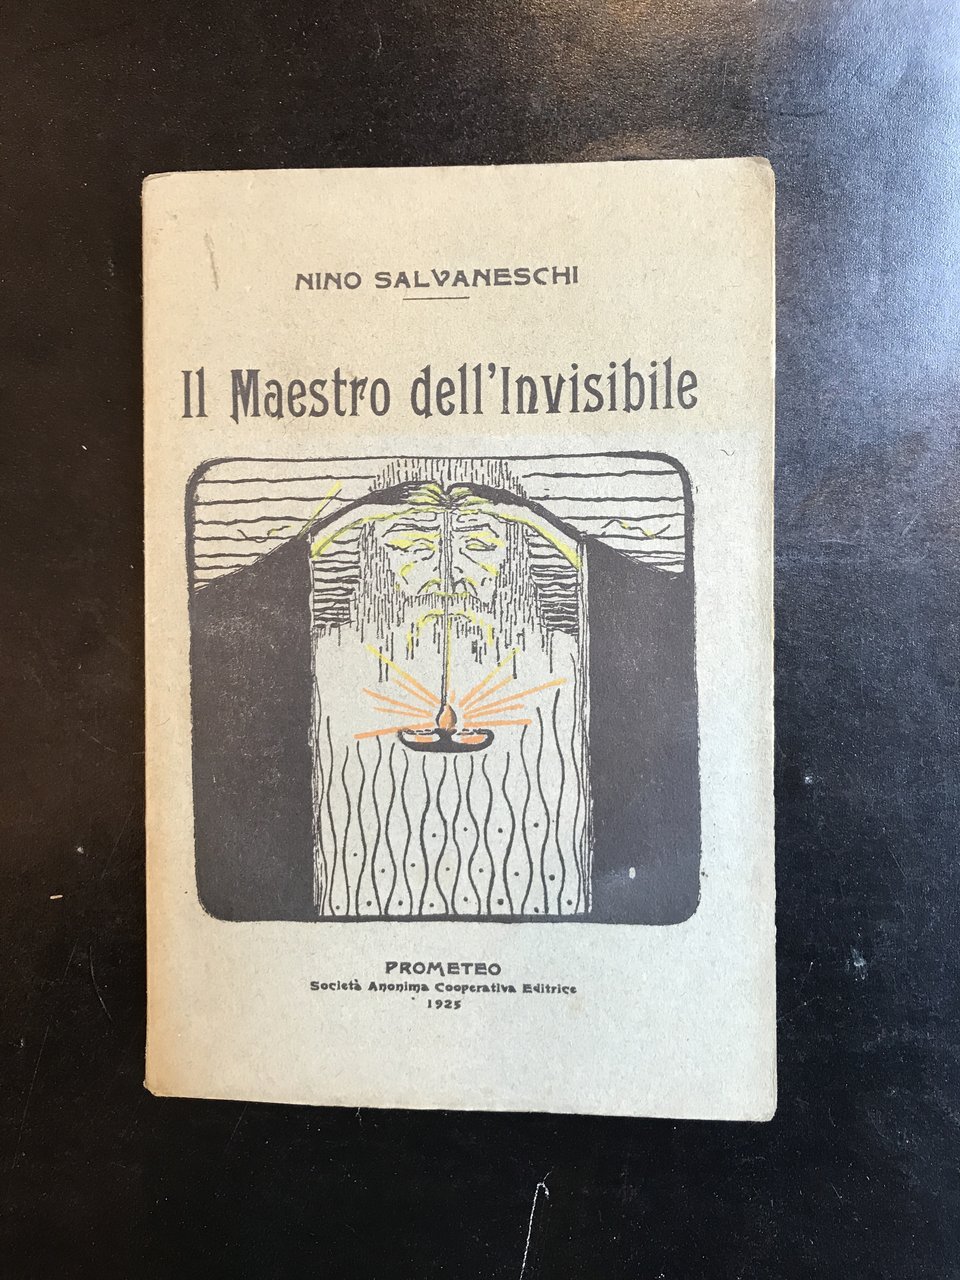 NINO SALVANESCHI
Il Maestro dell'Invisibile
PROMETEO
Società Anonima Cooperativa Editrice
1925